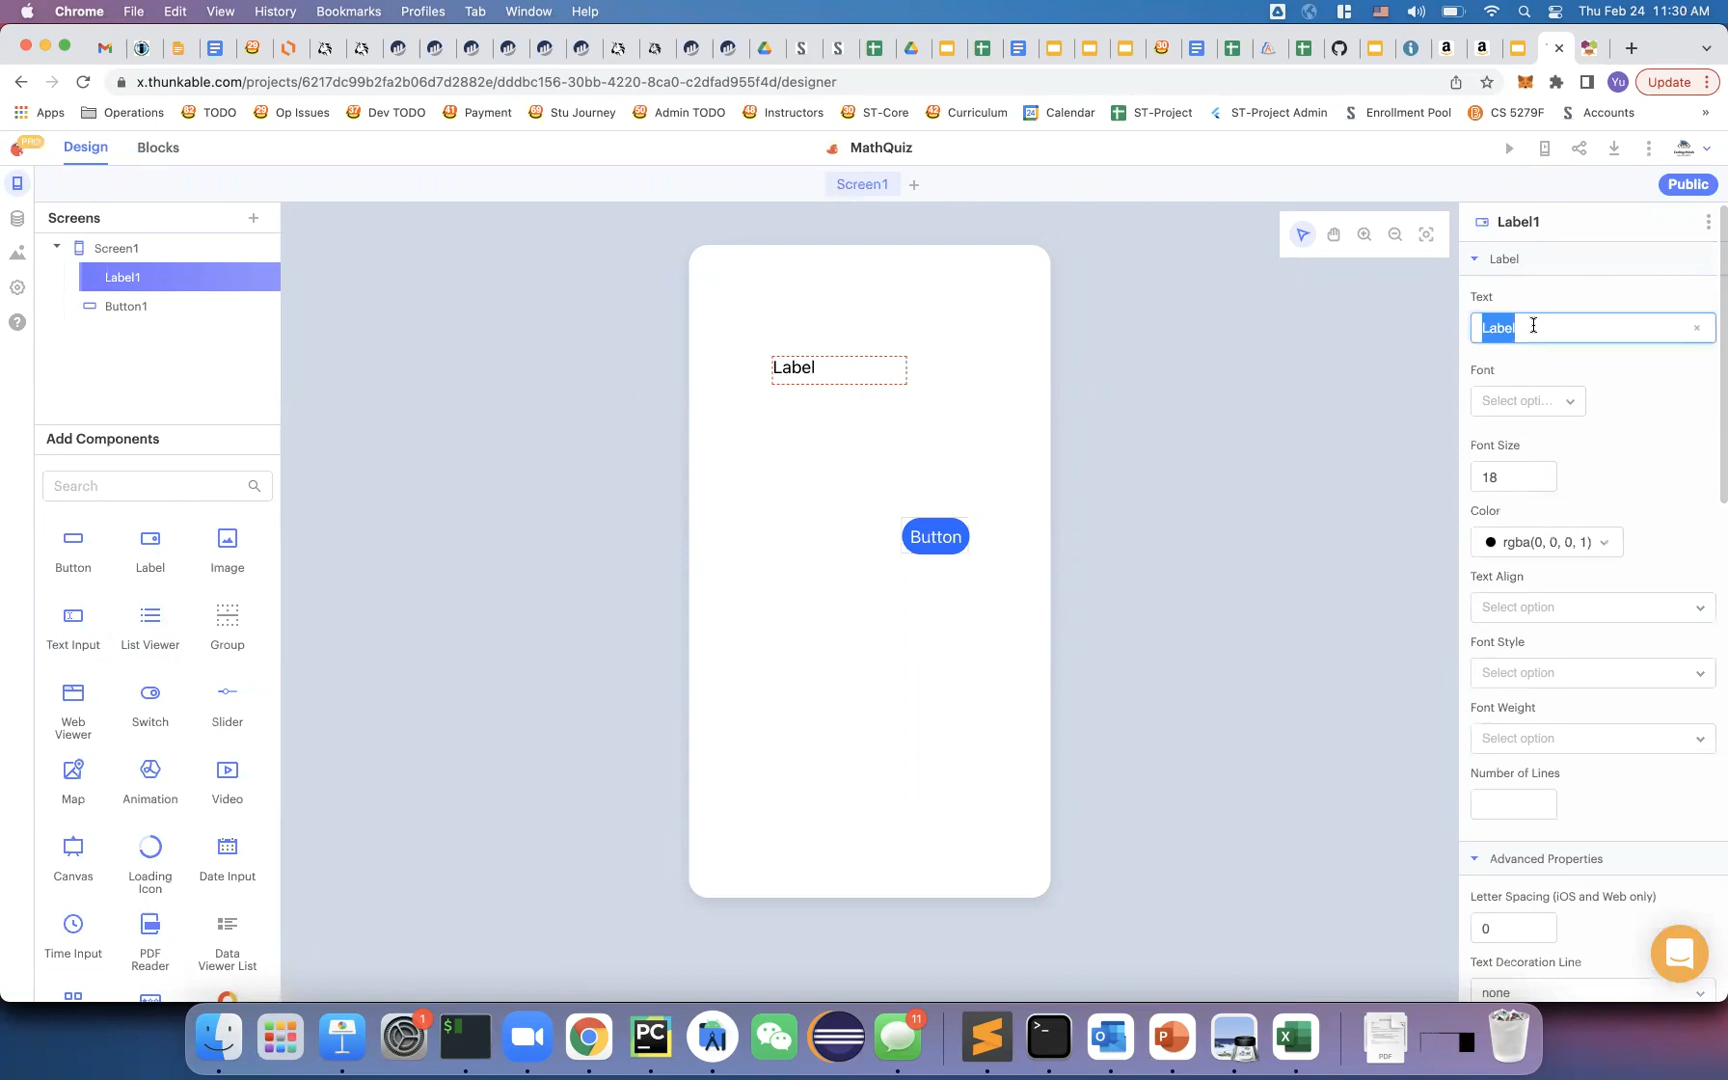 Chrome File Edit View History Bookmarks Profiles Tab Window Help Thu Feb 24 11:30 AM
x.thunkable.com/projects/6217dc99b2fa2b06d7d2882e/dddbc156-30bb-4220-8ca0-c2dfad955f4d/designer Yu Update
Apps Operations TODO Op Issues Dev TODO Payment Stu Journey Admin TODO Instructors ST-Core Curriculum Calendar ST-Project ST-Project Admin Enrollment Pool CS 5279F Accounts »
PRO Design Blocks MathQuiz
Screen1 + Public
Screens +
Screen1
Label1
Button1
Add Components
Search
Button Label Image
Text Input List Viewer Group
Web Viewer Switch Slider
Map Animation Video
Canvas Loading Icon Date Input
Time Input PDF Reader Data Viewer List
Label
Button
Label1
Label
Text
Label ×
Font
Select opti...
Font Size
18
Color
rgba(0, 0, 0, 1)
Text Align
Select option
Font Style
Select option
Font Weight
Select option
Number of Lines
Advanced Properties
Letter Spacing (iOS and Web only)
0
Text Decoration Line
none
1 $ PC 11 >_ PDF